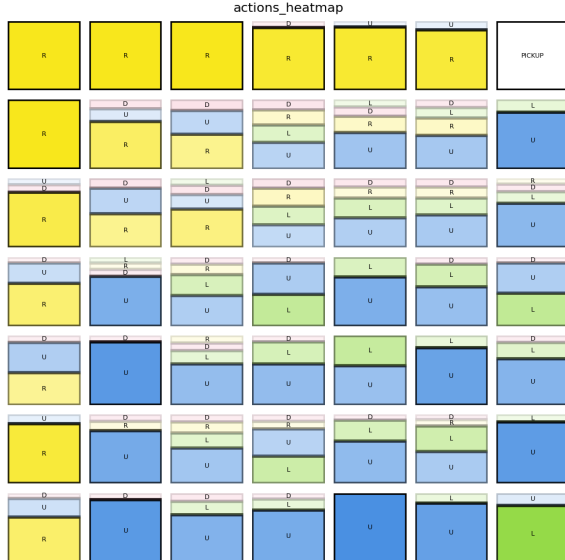 actions_heatmap
D U U
R R R R R R PICKUP
D D D L D L
U U R D R
R R R L R U U U
U U
U D L D D D R
D U D R R R D
R R U R L L L U
U U U
D L D D L D D
U R R U U L U
R D L L U L
U U
D D R D L L D
U D L L L
R U L U U U U U
U D D D D D L
R R R U L R
R U L L U L U
U L U
D D D D L U
U L L U
R U U U U L